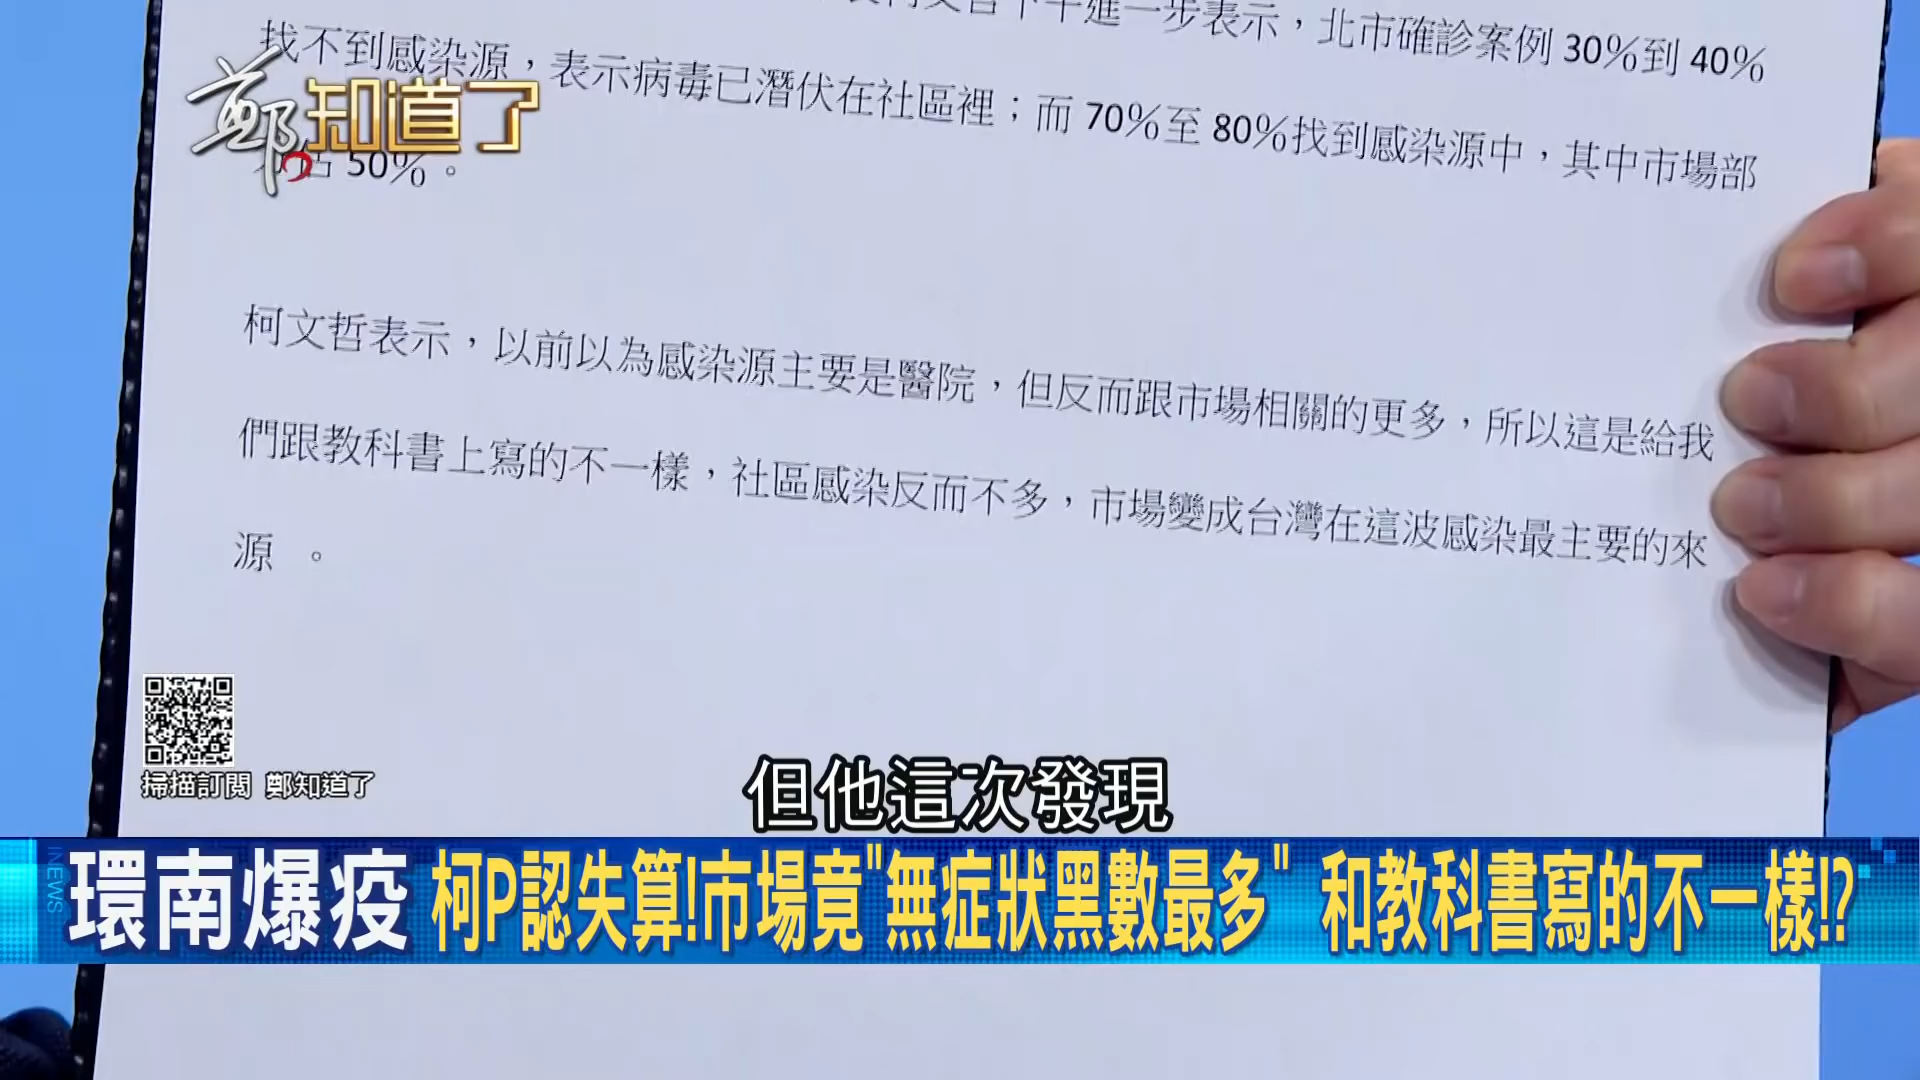 表示，北市確診案例 30%到 40%
找不到感染源，表示病毒已潛伏在社區裡；而 70%至 80%找到感染源中，其中市場部
占 50%。
鄭知道了
柯文哲表示，以前以為感染源主要是醫院，但反而跟市場相關的更多，所以這是給我
們跟教科書上寫的不一樣，社區感染反而不多，市場變成台灣在這波感染最主要的來
源 。
掃描訂閱 鄭知道了
但他這次發現
NEWS
環南爆疫 柯P認失算!市場竟"無症狀黑數最多" 和教科書寫的不一樣!?